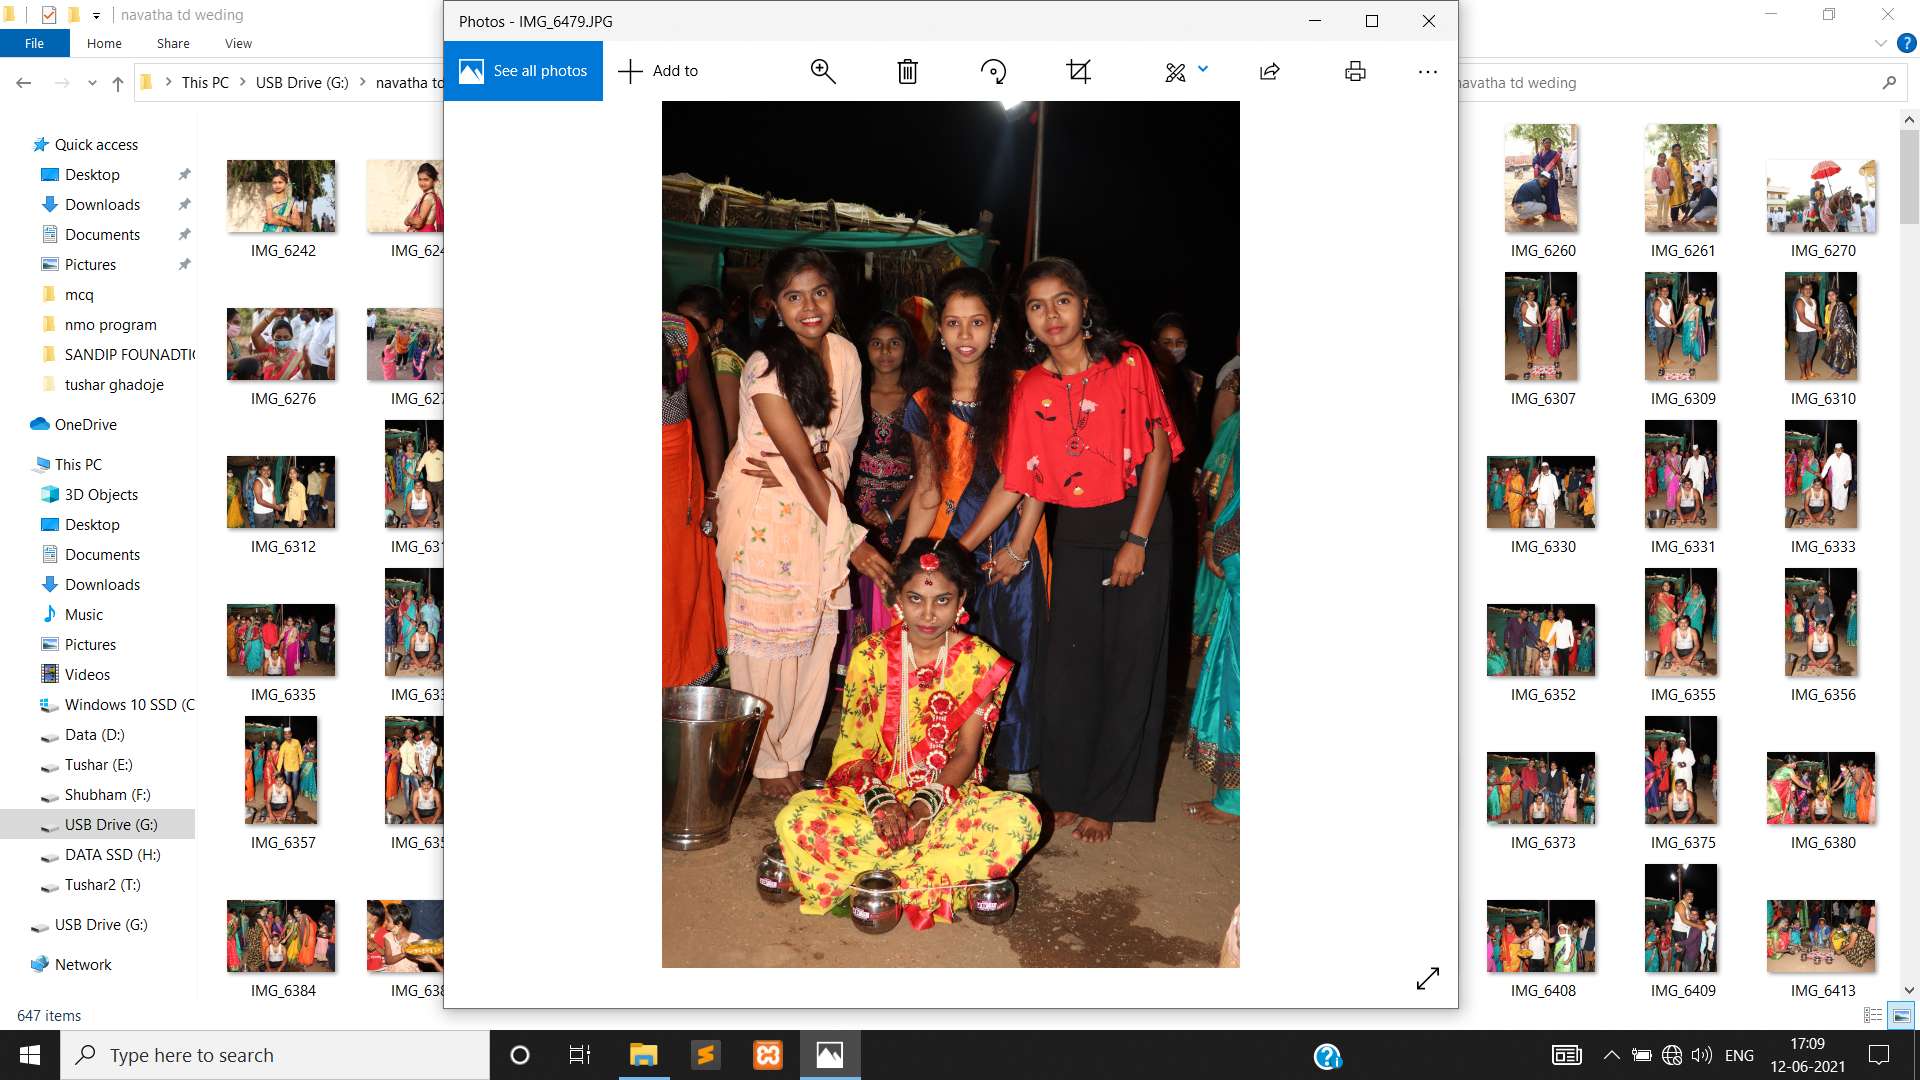 navatha td weding
Photos - IMG_6479.JPG
File
Home
Share
View
See all photos
Add to
This PC
USB Drive (G:)
navatha td
navatha td weding
Quick access
Desktop
Downloads
Documents
Pictures
mcq
nmo program
SANDIP FOUNADTI
tushar ghadoje
OneDrive
This PC
3D Objects
Desktop
Documents
Downloads
Music
Pictures
Videos
Windows 10 SSD (C
Data (D:)
Tushar (E:)
Shubham (F:)
USB Drive (G:)
DATA SSD (H:)
Tushar2 (T:)
USB Drive (G:)
Network
IMG_6242
IMG_624
IMG_6260
IMG_6261
IMG_6270
IMG_6276
IMG_627
IMG_6307
IMG_6309
IMG_6310
IMG_6312
IMG_631
IMG_6330
IMG_6331
IMG_6333
IMG_6335
IMG_633
IMG_6352
IMG_6355
IMG_6356
IMG_6357
IMG_635
IMG_6373
IMG_6375
IMG_6380
IMG_6384
IMG_638
IMG_6408
IMG_6409
IMG_6413
647 items
Type here to search
ENG
17:09
12-06-2021